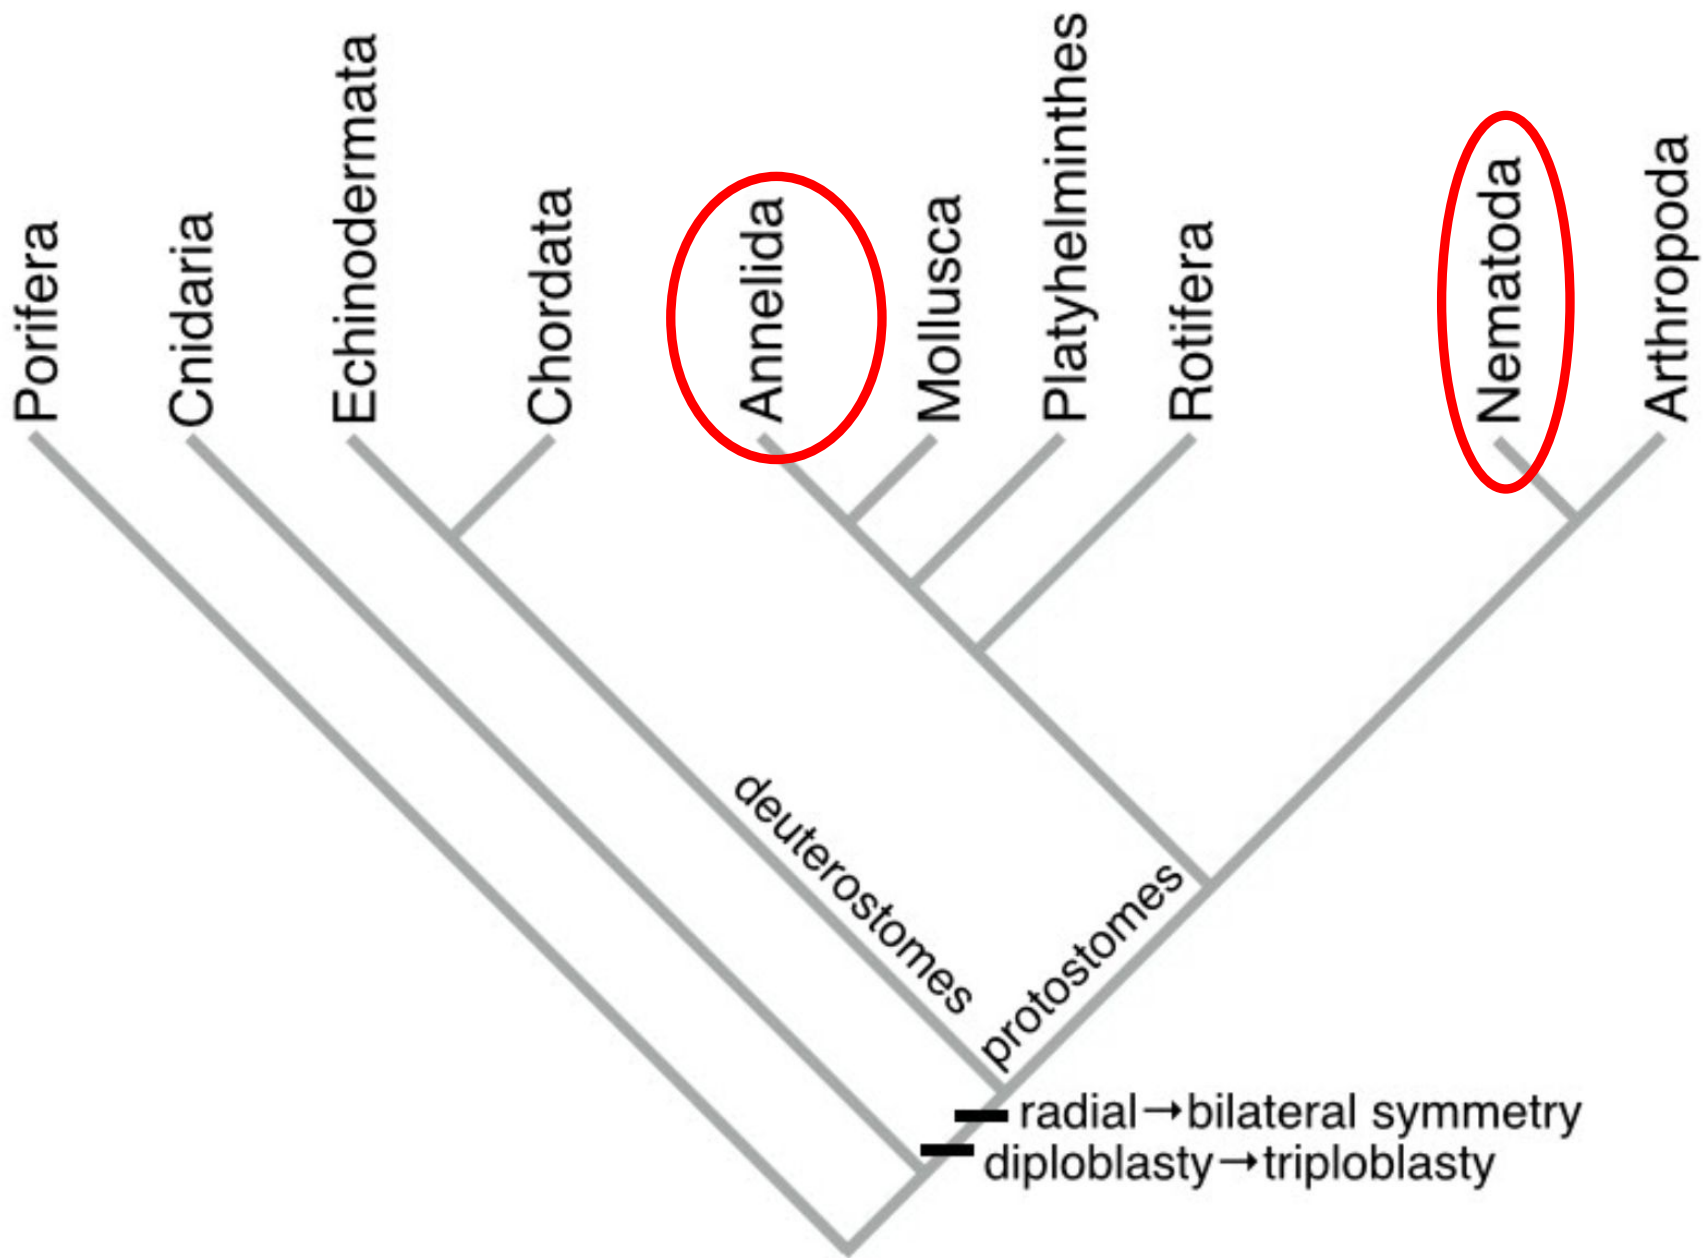 Porifera
Cnidaria
Echinodermata
Chordata
Annelida
Mollusca
Platyhelminthes
Rotifera
Nematoda
Arthropoda
deuterostomes
protostomes
radial→bilateral symmetry
diploblasty→triploblasty